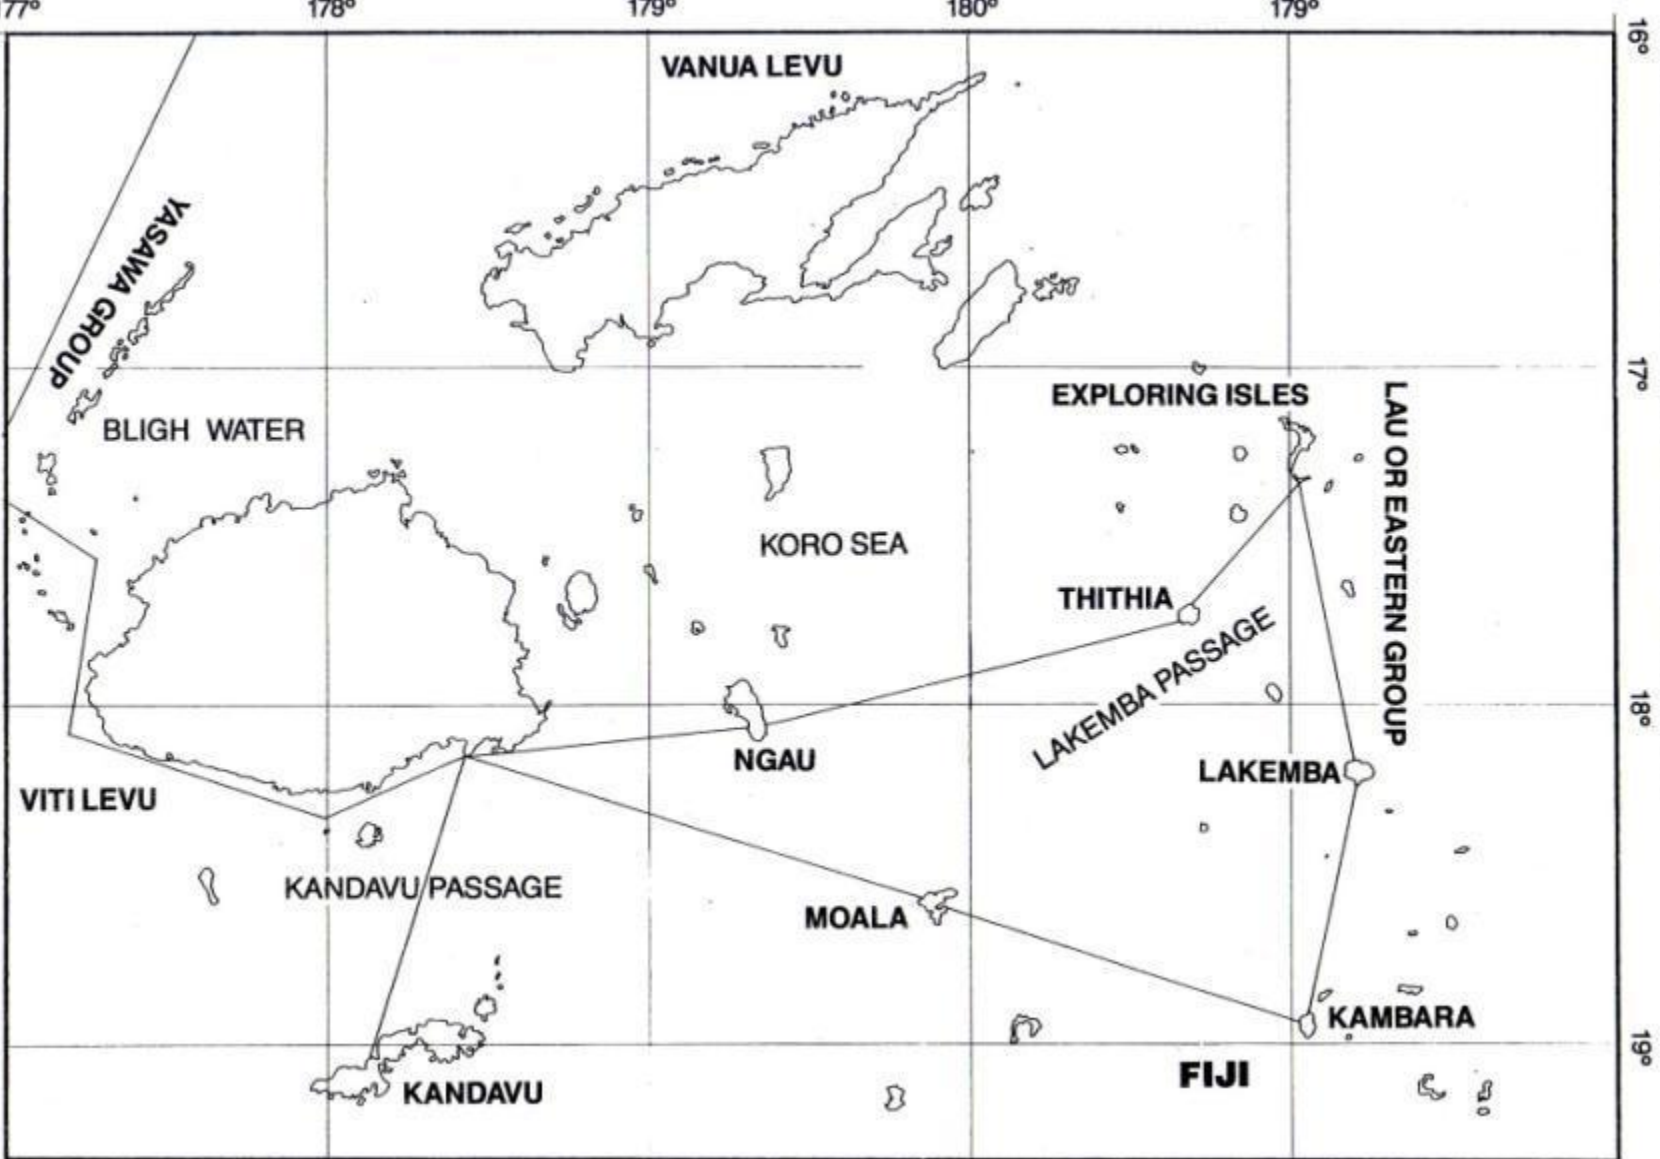 77° 178° 179° 180° 179°
16°
VANUA LEVU
YASAWA GROUP
17°
EXPLORING ISLES
BLIGH WATER
LAU OR EASTERN GROUP
KORO SEA
THITHIA
LAKEMBA PASSAGE
18°
NGAU
LAKEMBA
VITI LEVU
KANDAVU PASSAGE
MOALA
KAMBARA
19°
FIJI
KANDAVU